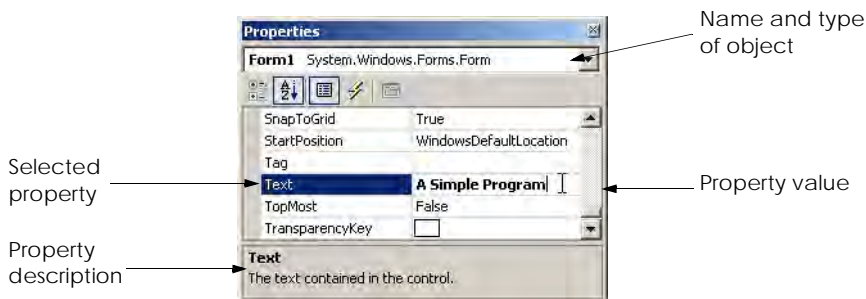 Properties
Name and type
of object
Form1 System.Windows.Forms.Form
SnapToGrid True
StartPosition WindowsDefaultLocation
Tag
Selected
property
Text A Simple Program
Property value
TopMost False
TransparencyKey
Property
description
Text
The text contained in the control.